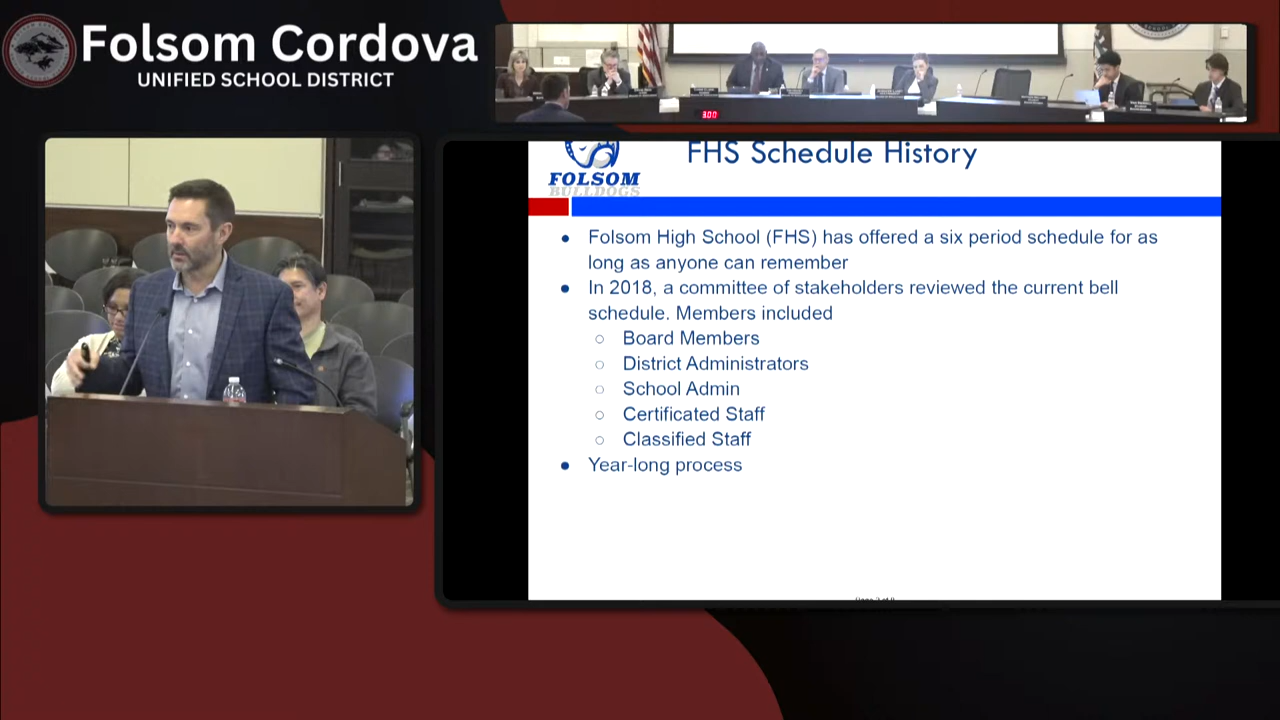 Folsom Cordova
UNIFIED SCHOOL DISTRICT
3:00
FOLSOM
BULLDOGS
FHS Schedule History
● Folsom High School (FHS) has offered a six period schedule for as
long as anyone can remember
● In 2018, a committee of stakeholders reviewed the current bell
schedule. Members included
○ Board Members
○ District Administrators
○ School Admin
○ Certificated Staff
○ Classified Staff
● Year-long process